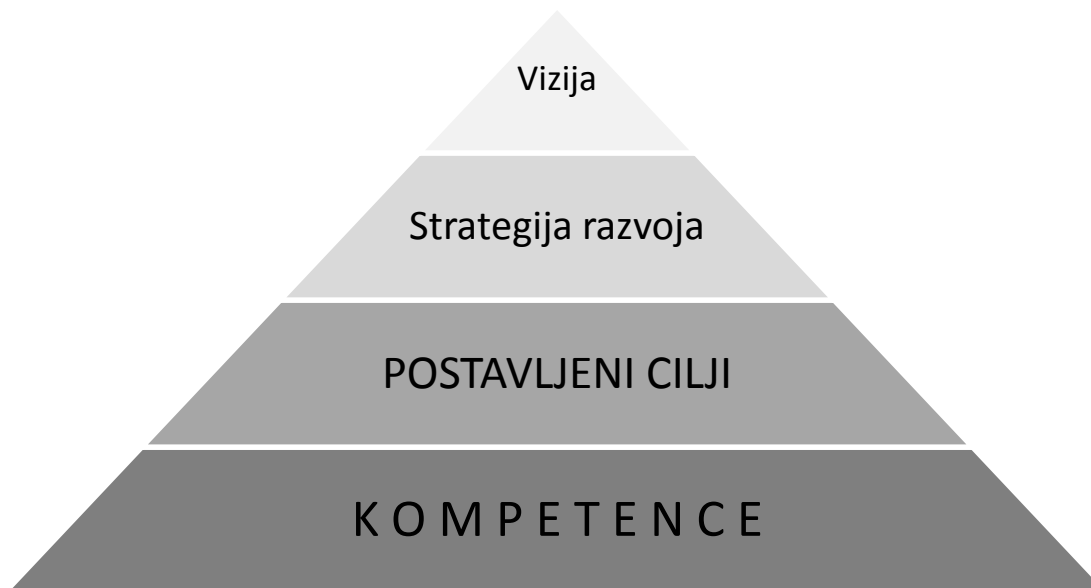 Vizija
Strategija razvoja
POSTAVLJENI CILJI
K O M P E T E N C E